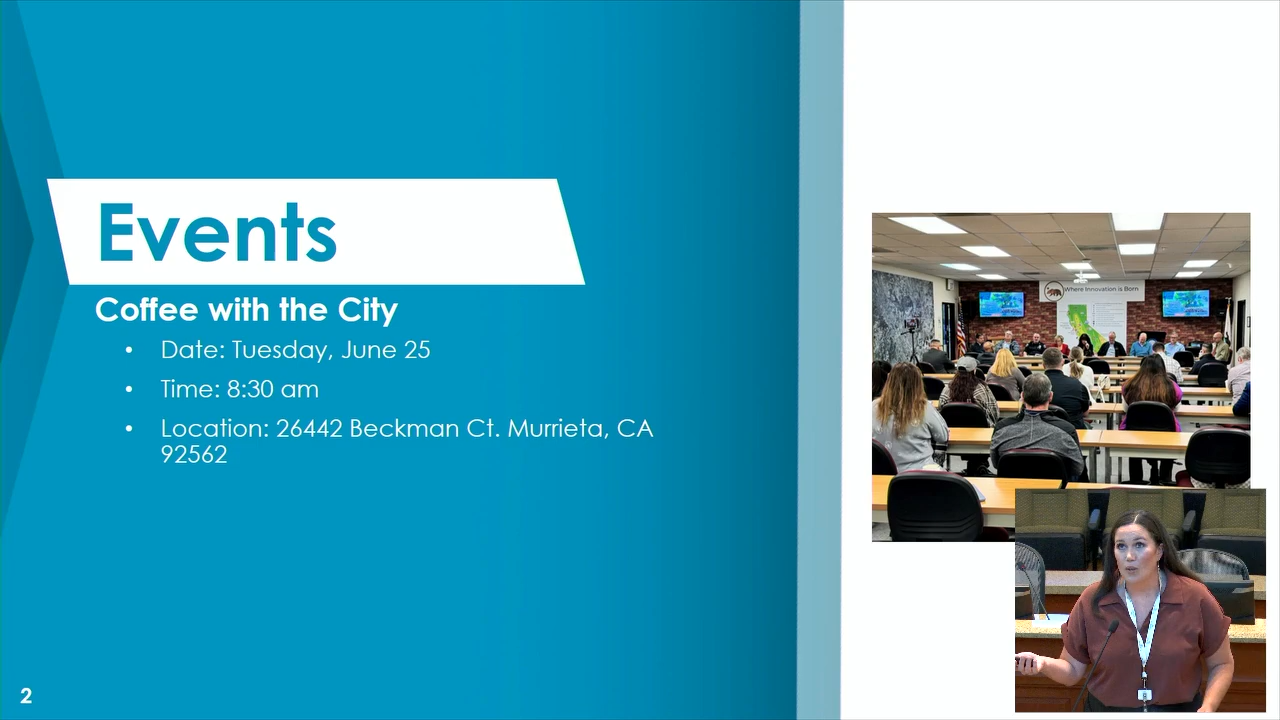 Events
Coffee with the City
• Date: Tuesday, June 25
• Time: 8:30 am
• Location: 26442 Beckman Ct. Murrieta, CA
92562
Where Innovation is Born
2